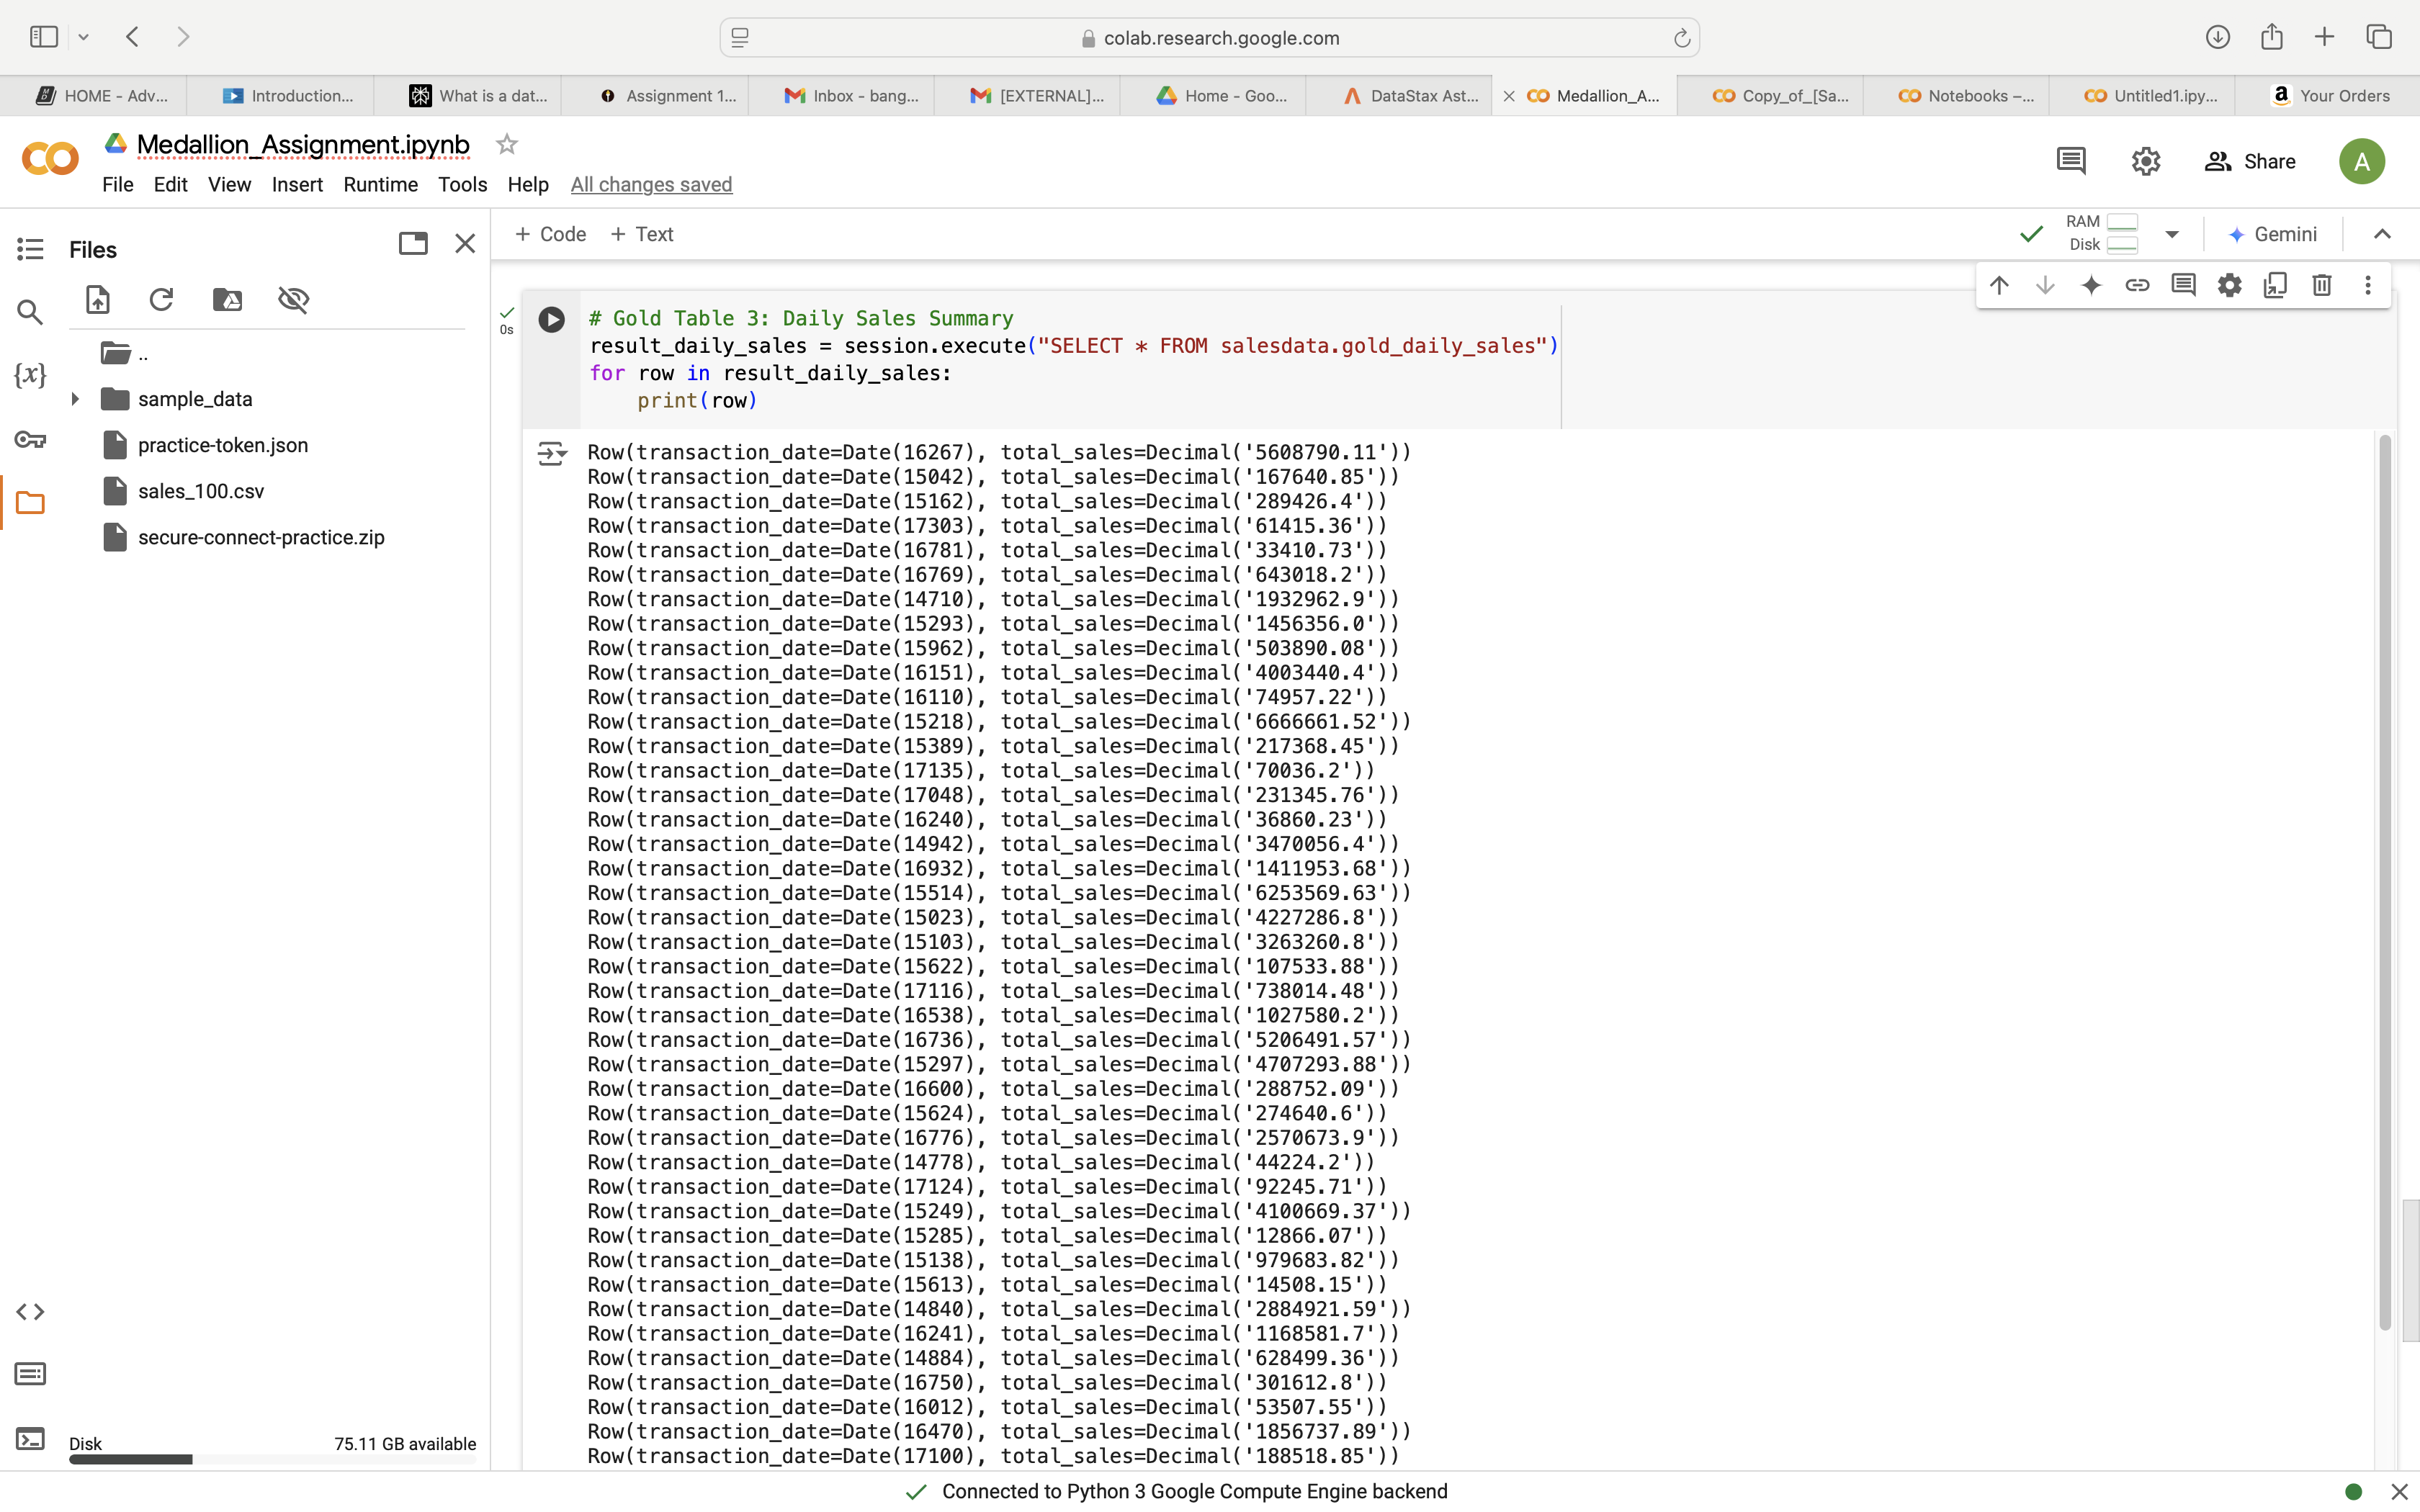 colab.research.google.com
HOME - Adv...
Introduction...
What is a dat...
Assignment 1...
Inbox - bang...
[EXTERNAL]...
Home - Goo...
DataStax Ast...
Medallion_A...
Copy_of_[Sa...
Notebooks –...
Untitled1.ipy...
Your Orders
Medallion_Assignment.ipynb
File Edit View Insert Runtime Tools Help All changes saved
Share
A
Files
+ Code + Text
RAM
Disk
Gemini
..
sample_data
practice-token.json
sales_100.csv
secure-connect-practice.zip
Disk 75.11 GB available
{x}
0s
# Gold Table 3: Daily Sales Summary
result_daily_sales = session.execute("SELECT * FROM salesdata.gold_daily_sales")
for row in result_daily_sales:
    print(row)
Row(transaction_date=Date(16267), total_sales=Decimal('5608790.11'))
Row(transaction_date=Date(15042), total_sales=Decimal('167640.85'))
Row(transaction_date=Date(15162), total_sales=Decimal('289426.4'))
Row(transaction_date=Date(17303), total_sales=Decimal('61415.36'))
Row(transaction_date=Date(16781), total_sales=Decimal('33410.73'))
Row(transaction_date=Date(16769), total_sales=Decimal('643018.2'))
Row(transaction_date=Date(14710), total_sales=Decimal('1932962.9'))
Row(transaction_date=Date(15293), total_sales=Decimal('1456356.0'))
Row(transaction_date=Date(15962), total_sales=Decimal('503890.08'))
Row(transaction_date=Date(16151), total_sales=Decimal('4003440.4'))
Row(transaction_date=Date(16110), total_sales=Decimal('74957.22'))
Row(transaction_date=Date(15218), total_sales=Decimal('6666661.52'))
Row(transaction_date=Date(15389), total_sales=Decimal('217368.45'))
Row(transaction_date=Date(17135), total_sales=Decimal('70036.2'))
Row(transaction_date=Date(17048), total_sales=Decimal('231345.76'))
Row(transaction_date=Date(16240), total_sales=Decimal('36860.23'))
Row(transaction_date=Date(14942), total_sales=Decimal('3470056.4'))
Row(transaction_date=Date(16932), total_sales=Decimal('1411953.68'))
Row(transaction_date=Date(15514), total_sales=Decimal('6253569.63'))
Row(transaction_date=Date(15023), total_sales=Decimal('4227286.8'))
Row(transaction_date=Date(15103), total_sales=Decimal('3263260.8'))
Row(transaction_date=Date(15622), total_sales=Decimal('107533.88'))
Row(transaction_date=Date(17116), total_sales=Decimal('738014.48'))
Row(transaction_date=Date(16538), total_sales=Decimal('1027580.2'))
Row(transaction_date=Date(16736), total_sales=Decimal('5206491.57'))
Row(transaction_date=Date(15297), total_sales=Decimal('4707293.88'))
Row(transaction_date=Date(16600), total_sales=Decimal('288752.09'))
Row(transaction_date=Date(15624), total_sales=Decimal('274640.6'))
Row(transaction_date=Date(16776), total_sales=Decimal('2570673.9'))
Row(transaction_date=Date(14778), total_sales=Decimal('44224.2'))
Row(transaction_date=Date(17124), total_sales=Decimal('92245.71'))
Row(transaction_date=Date(15249), total_sales=Decimal('4100669.37'))
Row(transaction_date=Date(15285), total_sales=Decimal('12866.07'))
Row(transaction_date=Date(15138), total_sales=Decimal('979683.82'))
Row(transaction_date=Date(15613), total_sales=Decimal('14508.15'))
Row(transaction_date=Date(14840), total_sales=Decimal('2884921.59'))
Row(transaction_date=Date(16241), total_sales=Decimal('1168581.7'))
Row(transaction_date=Date(14884), total_sales=Decimal('628499.36'))
Row(transaction_date=Date(16750), total_sales=Decimal('301612.8'))
Row(transaction_date=Date(16012), total_sales=Decimal('53507.55'))
Row(transaction_date=Date(16470), total_sales=Decimal('1856737.89'))
Row(transaction_date=Date(17100), total_sales=Decimal('188518.85'))
Connected to Python 3 Google Compute Engine backend